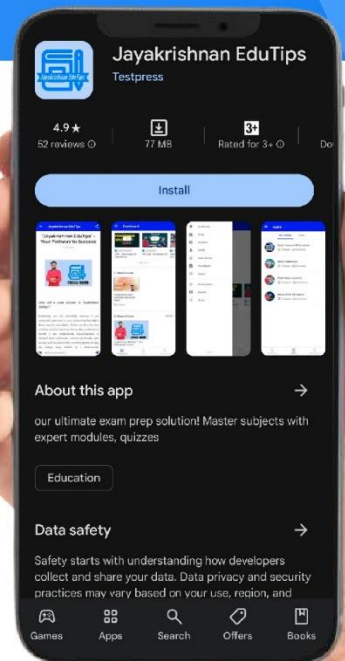 Jayakrishnan EduTips
Testpress
4.9★
52 reviews
77 MB
3+
Rated for 3+
Do
Install
About this app
our ultimate exam prep solution! Master subjects with
expert modules, quizzes
Education
Data safety
Safety starts with understanding how developers
collect and share your data. Data privacy and security
practices may vary based on your use, region, and
Games Apps Search Offers Books